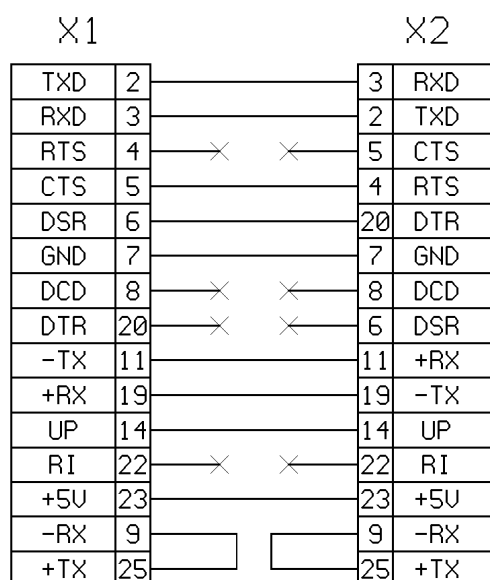 X1 X2
TXD 2 3 RXD
RXD 3 2 TXD
RTS 4 5 CTS
CTS 5 4 RTS
DSR 6 20 DTR
GND 7 7 GND
DCD 8 8 DCD
DTR 20 6 DSR
-TX 11 11 +RX
+RX 19 19 -TX
UP 14 14 UP
RI 22 22 RI
+5V 23 23 +5V
-RX 9 9 -RX
+TX 25 25 +TX